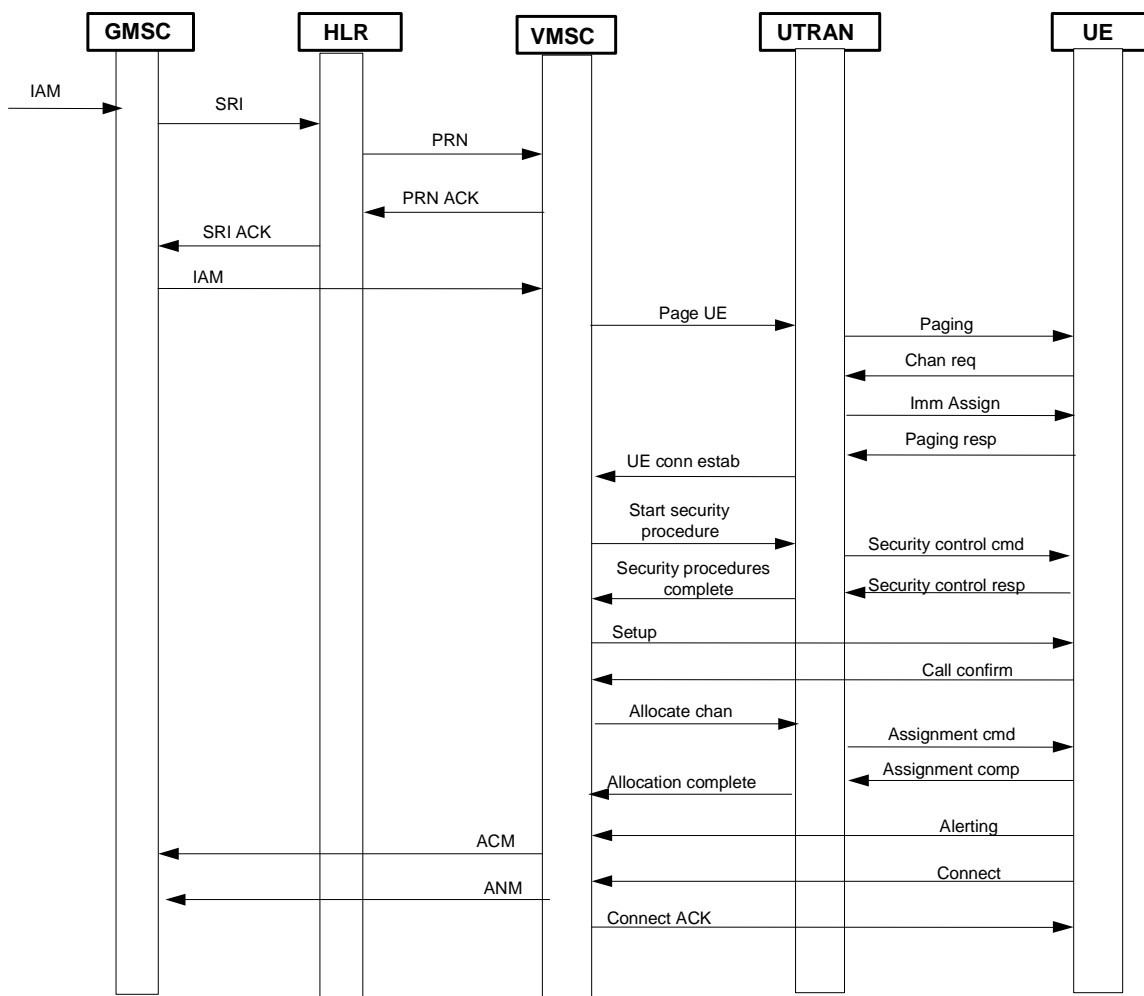 GMSC
HLR
VMSC
UTRAN
UE
IAM
SRI
PRN
PRN ACK
SRI ACK
IAM
Page UE
Paging
Chan req
Imm Assign
Paging resp
UE conn estab
Start security
procedure
Security control cmd
Security procedures
complete
Security control resp
Setup
Call confirm
Allocate chan
Assignment cmd
Assignment comp
Allocation complete
Alerting
ACM
Connect
ANM
Connect ACK